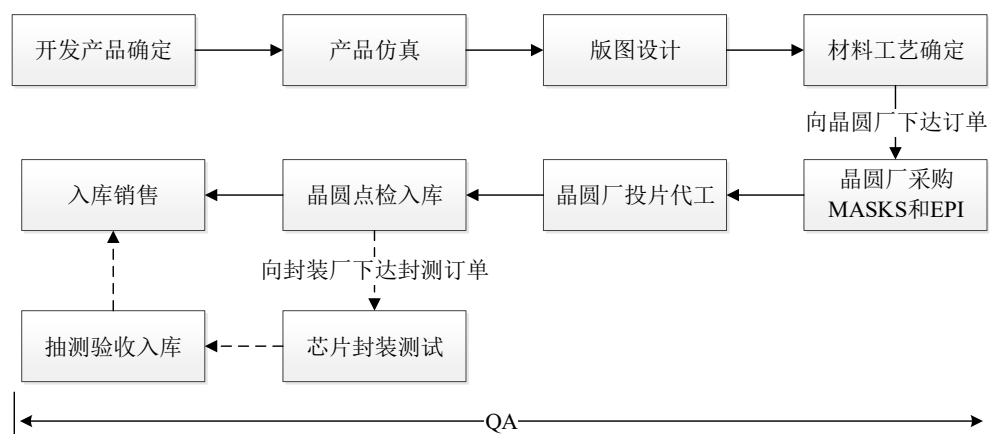 开发产品确定
产品仿真
版图设计
材料工艺确定
向晶圆厂下达订单
入库销售
晶圆点检入库
晶圆厂投片代工
晶圆厂采购
MASKS和EPI
向封装厂下达封测订单
抽测验收入库
芯片封装测试
QA